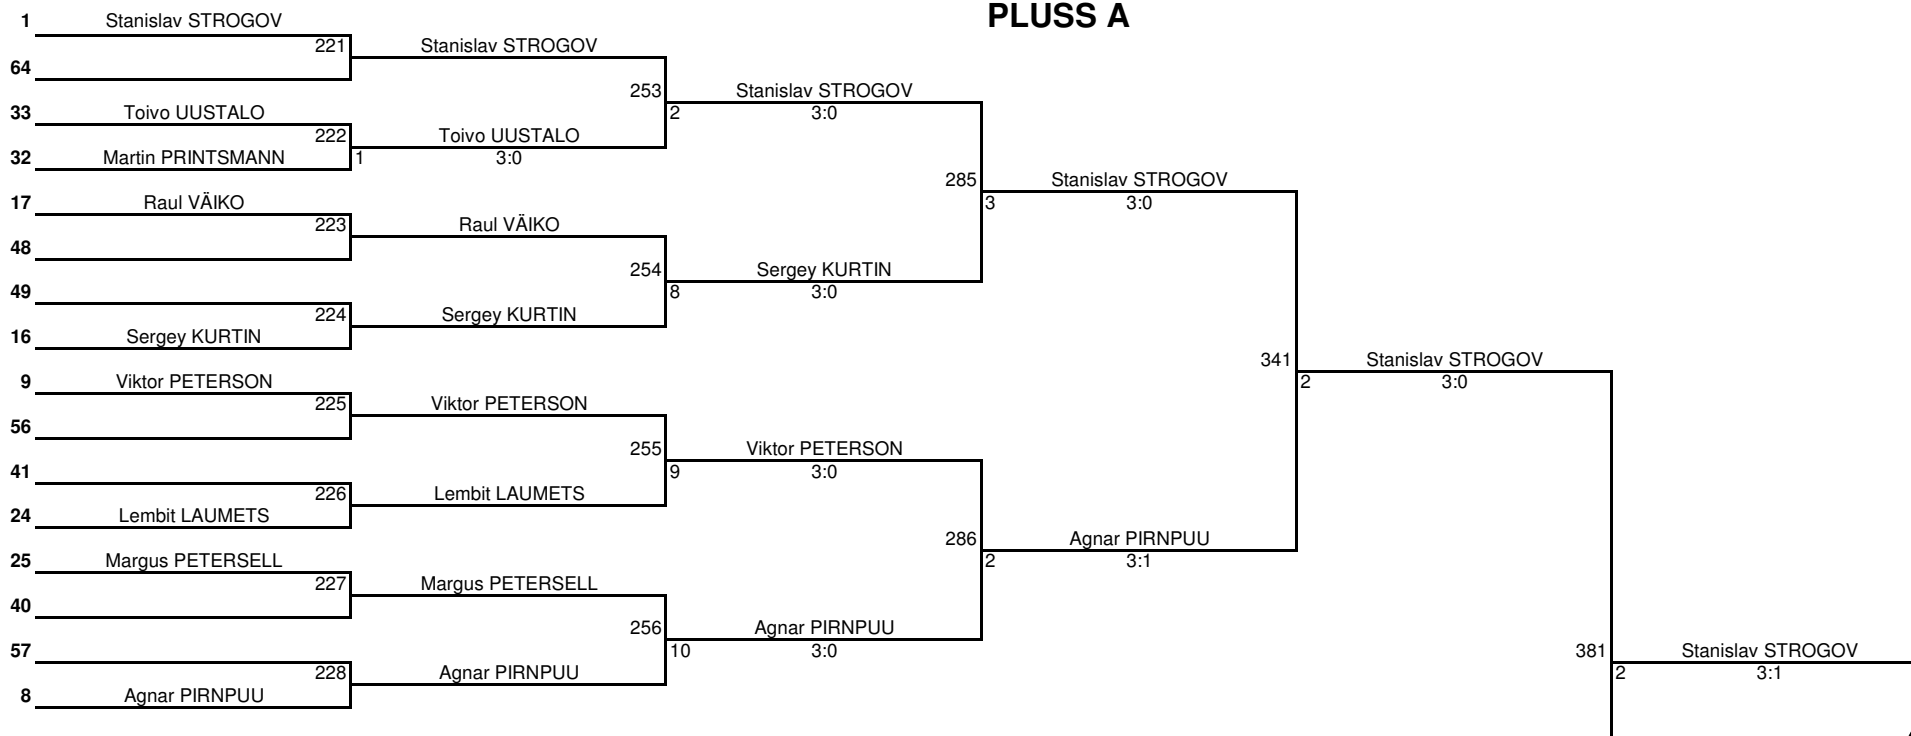 PLUSS A
1 Stanislav STROGOV
221 Stanislav STROGOV
64
253 Stanislav STROGOV
33 Toivo UUSTALO 2 3:0
222 Toivo UUSTALO
32 Martin PRINTSMANN 1 3:0
285 Stanislav STROGOV
17 Raul VÄIKO 3 3:0
223 Raul VÄIKO
48
254 Sergey KURTIN
49 8 3:0
224 Sergey KURTIN
16 Sergey KURTIN
341 Stanislav STROGOV
9 Viktor PETERSON 2 3:0
225 Viktor PETERSON
56
255 Viktor PETERSON
41 9 3:0
226 Lembit LAUMETS
24 Lembit LAUMETS
286 Agnar PIRNPUU
25 Margus PETERSELL 2 3:1
227 Margus PETERSELL
40
256 Agnar PIRNPUU
57 10 3:0 381 Stanislav STROGOV
228 Agnar PIRNPUU 2 3:1
8 Agnar PIRNPUU